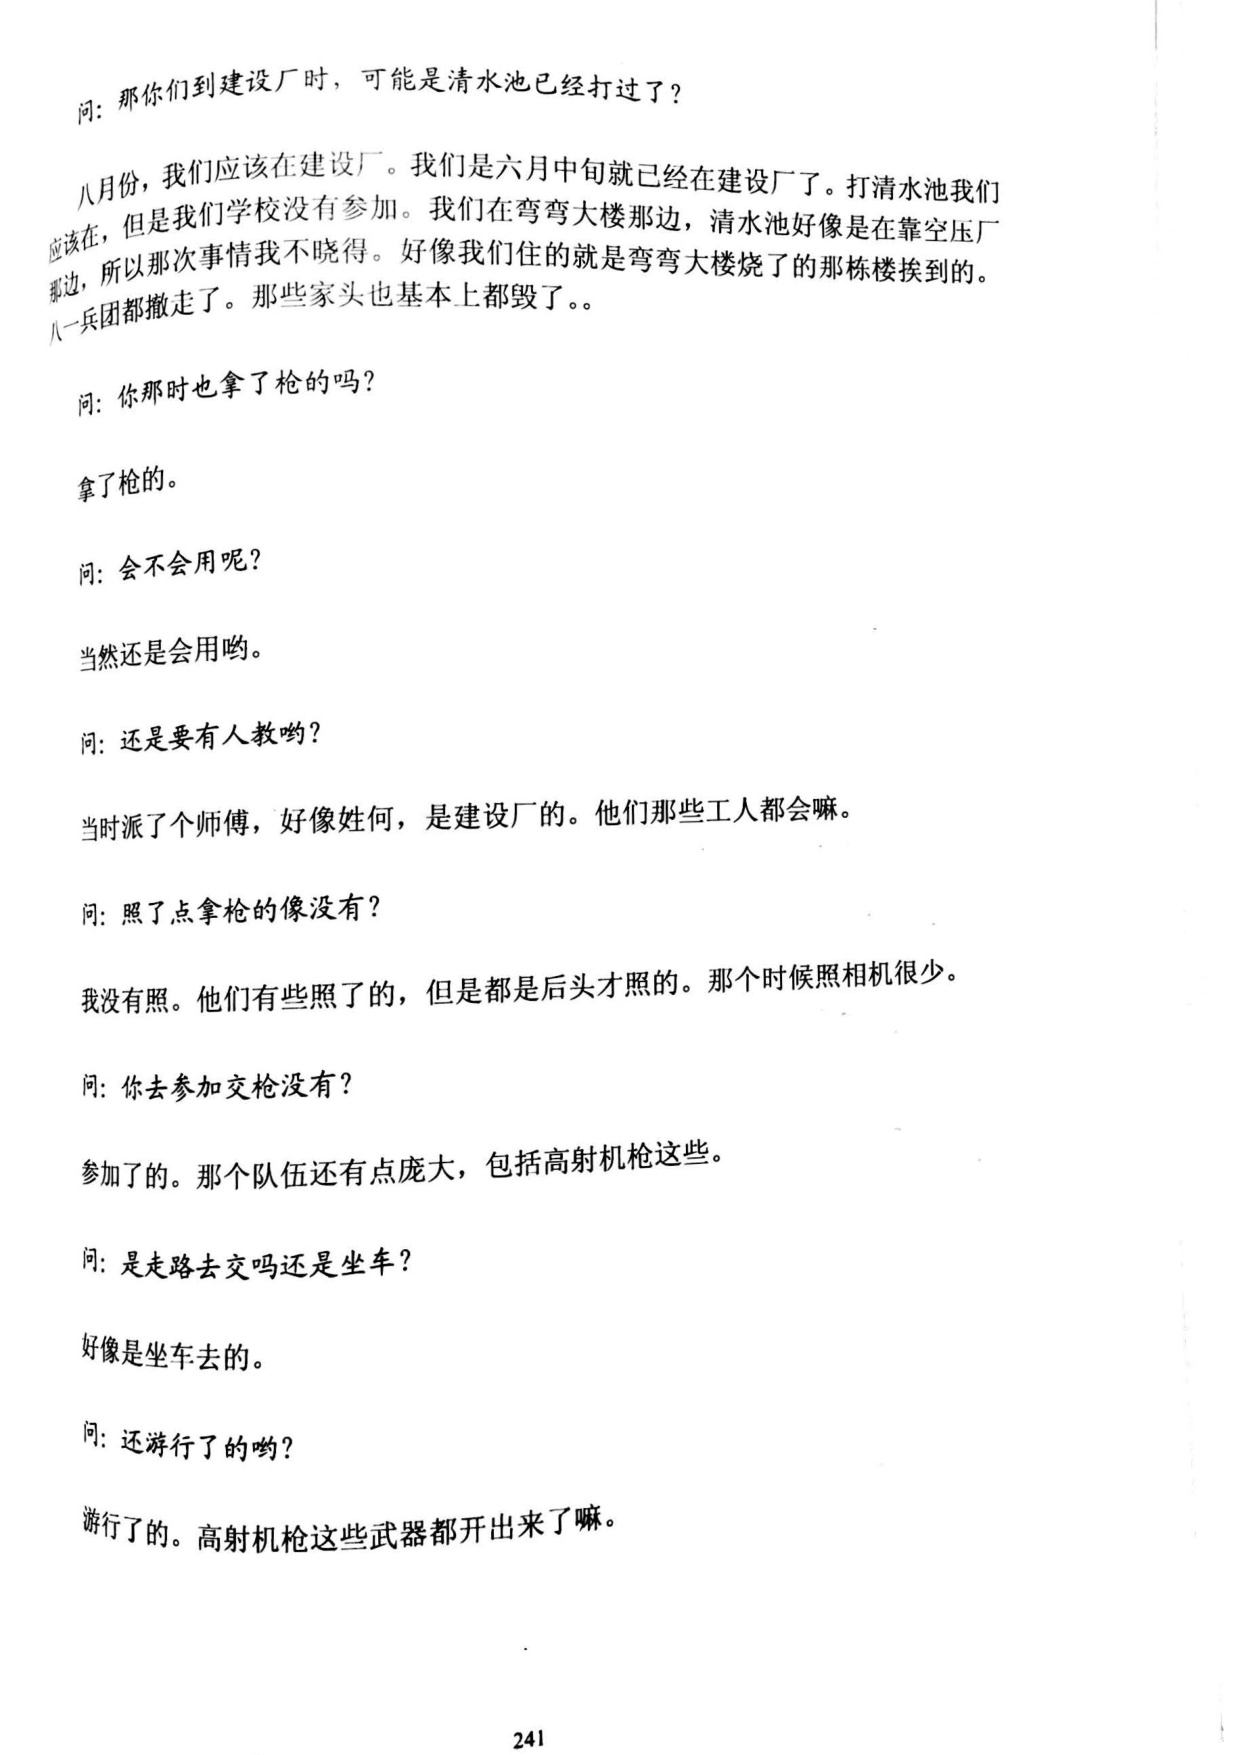 问：那你们到建设厂时，可能是清水池已经打过了？
八月份，我们应该在建设厂。我们是六月中旬就已经在建设厂了。打清水池我们
应该在，但是我们学校没有参加。我们在弯弯大楼那边，清水池好像是在靠空压厂
那边，所以那次事情我不晓得。好像我们住的就是弯弯大楼烧了的那栋楼挨到的。
八一兵团都撤走了。那些家头也基本上都毁了。。
问：你那时也拿了枪的吗？
拿了枪的。
问：会不会用呢？
当然还是会用哟。
问：还是要有人教哟？
当时派了个师傅，好像姓何，是建设厂的。他们那些工人都会嘛。
问：照了点拿枪的像没有？
我没有照。他们有些照了的，但是都是后头才照的。那个时候照相机很少。
问：你去参加交枪没有？
参加了的。那个队伍还有点庞大，包括高射机枪这些。
问：是走路去交吗还是坐车？
好像是坐车去的。
问：还游行了的哟？
游行了的。高射机枪这些武器都开出来了嘛。
241